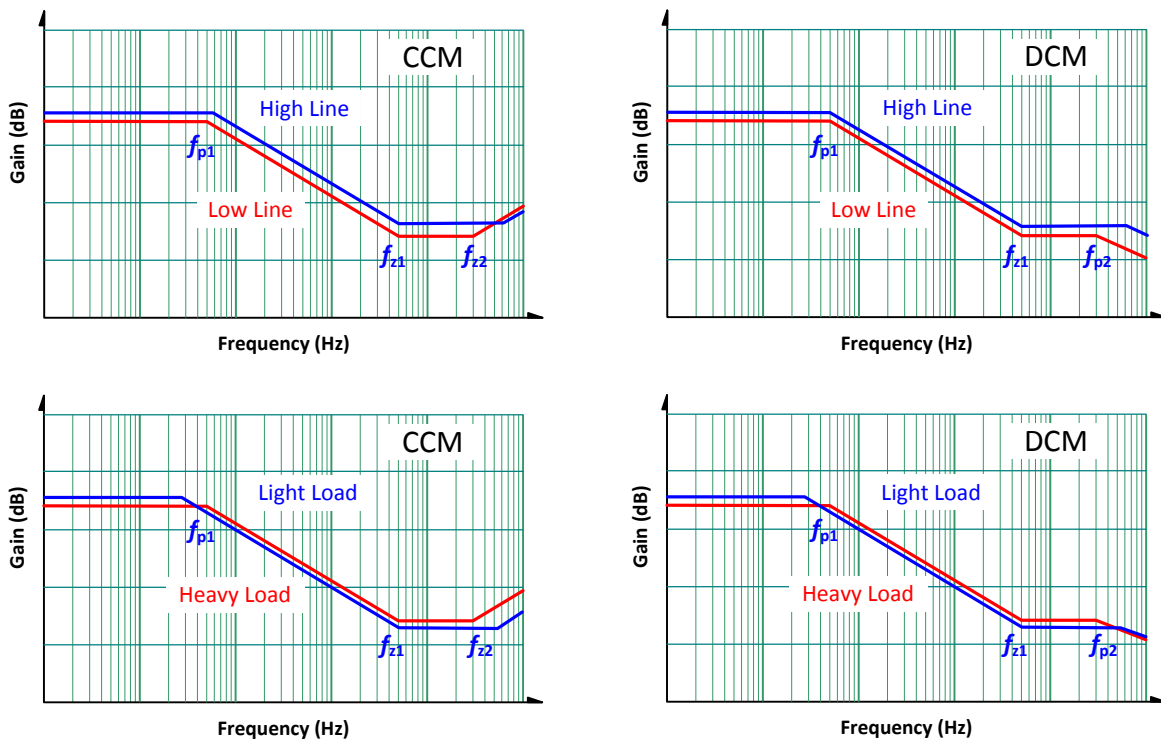 CCM
High Line
Gain (dB)
fp1
Low Line
fz1
fz2
Frequency (Hz)
DCM
High Line
Gain (dB)
fp1
Low Line
fz1
fp2
Frequency (Hz)
CCM
Light Load
Gain (dB)
fp1
Heavy Load
fz1
fz2
Frequency (Hz)
DCM
Light Load
Gain (dB)
fp1
Heavy Load
fz1
fp2
Frequency (Hz)